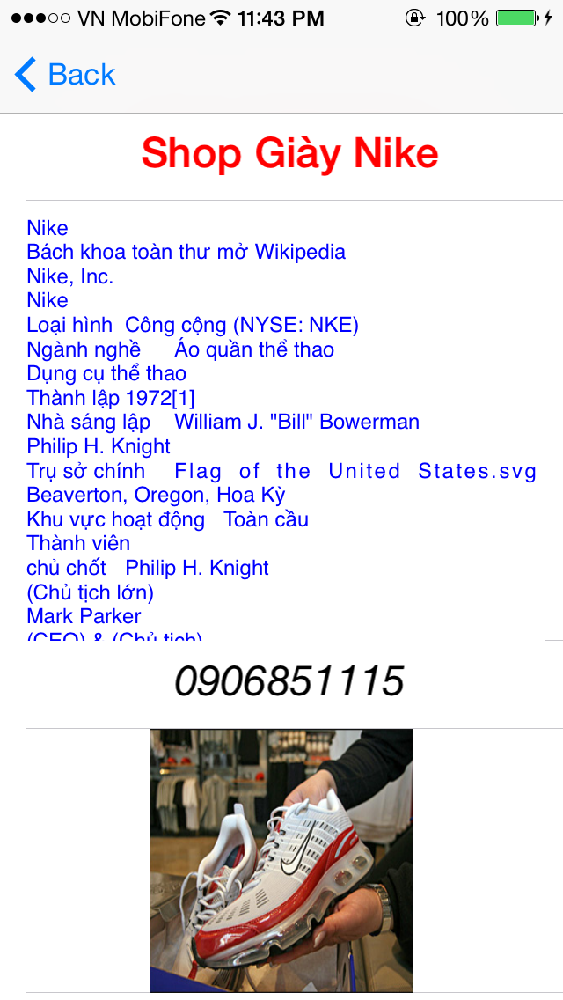 VN MobiFone 11:43 PM 100%
Back
Shop Giày Nike
Nike
Bách khoa toàn thư mở Wikipedia
Nike, Inc.
Nike
Loại hình Công cộng (NYSE: NKE)
Ngành nghề Áo quần thể thao
Dụng cụ thể thao
Thành lập 1972[1]
Nhà sáng lập William J. "Bill" Bowerman
Philip H. Knight
Trụ sở chính Flag of the United States.svg
Beaverton, Oregon, Hoa Kỳ
Khu vực hoạt động Toàn cầu
Thành viên
chủ chốt Philip H. Knight
(Chủ tịch lớn)
Mark Parker
(CEO) & (Chủ tịch)
0906851115